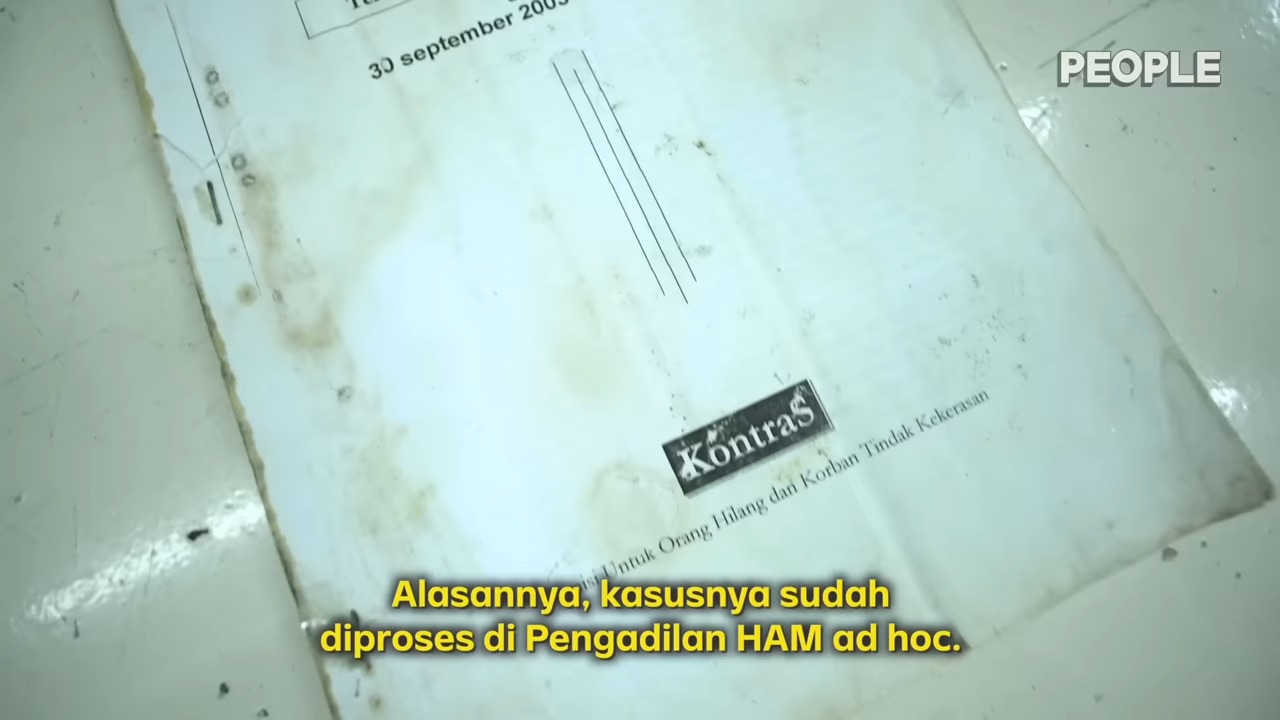 30 september
PEOPLE
KontraS
Untuk Orang Hilang dan Korban Tindak Kekerasan
Alasannya, kasusnya sudah
diproses di Pengadilan HAM ad hoc.